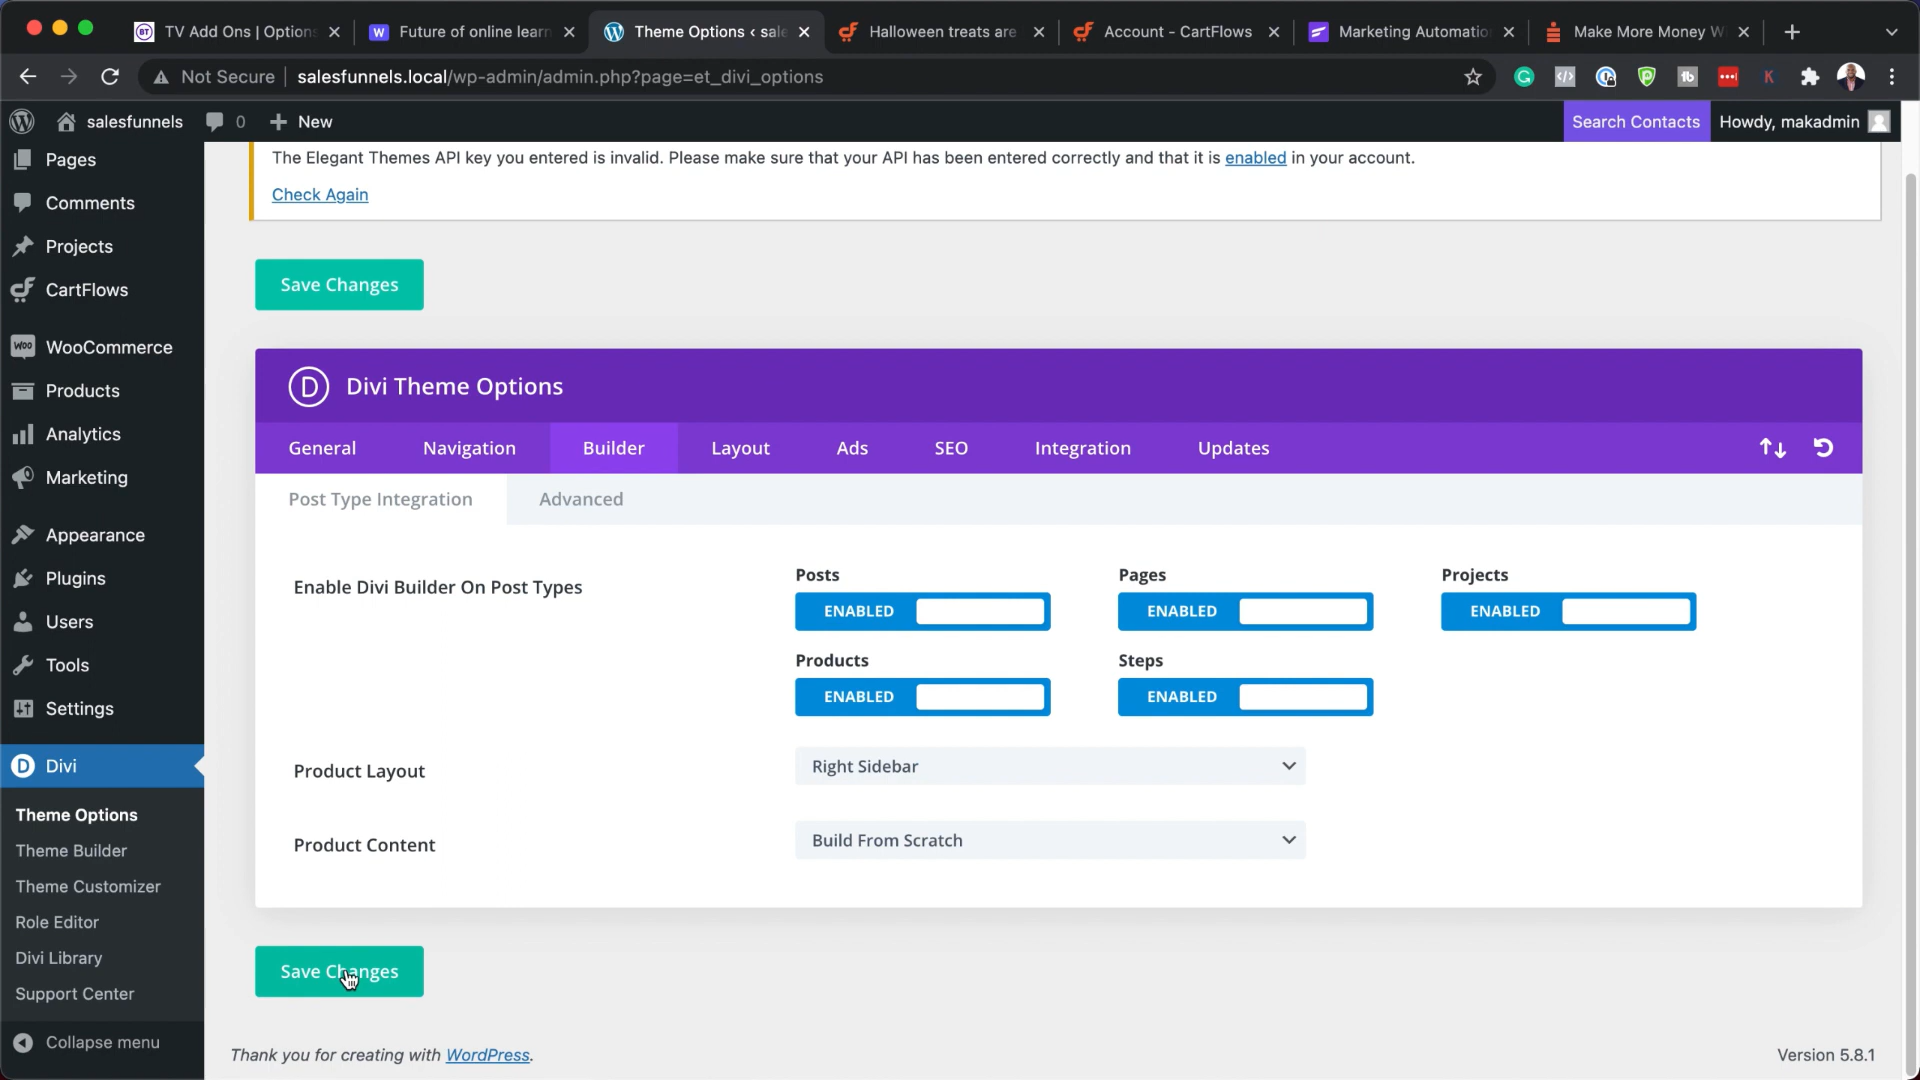 TV Add Ons | Option
Future of online learn
Theme Options ‹ sale
Halloween treats are
Account - CartFlows
Marketing Automatio
Make More Money W
Not Secure
salesfunnels.local/wp-admin/admin.php?page=et_divi_options
salesfunnels
0
New
Search Contacts
Howdy, makadmin
Pages
Comments
Projects
CartFlows
WooCommerce
Products
Analytics
Marketing
Appearance
Plugins
Users
Tools
Settings
Divi
Theme Options
Theme Builder
Theme Customizer
Role Editor
Divi Library
Support Center
Collapse menu
The Elegant Themes API key you entered is invalid. Please make sure that your API has been entered correctly and that it is enabled in your account.
Check Again
Save Changes
Divi Theme Options
General
Navigation
Builder
Layout
Ads
SEO
Integration
Updates
Post Type Integration
Advanced
Enable Divi Builder On Post Types
Posts
Pages
Projects
ENABLED
ENABLED
ENABLED
Products
Steps
ENABLED
ENABLED
Product Layout
Right Sidebar
Product Content
Build From Scratch
Save Changes
Thank you for creating with WordPress.
Version 5.8.1